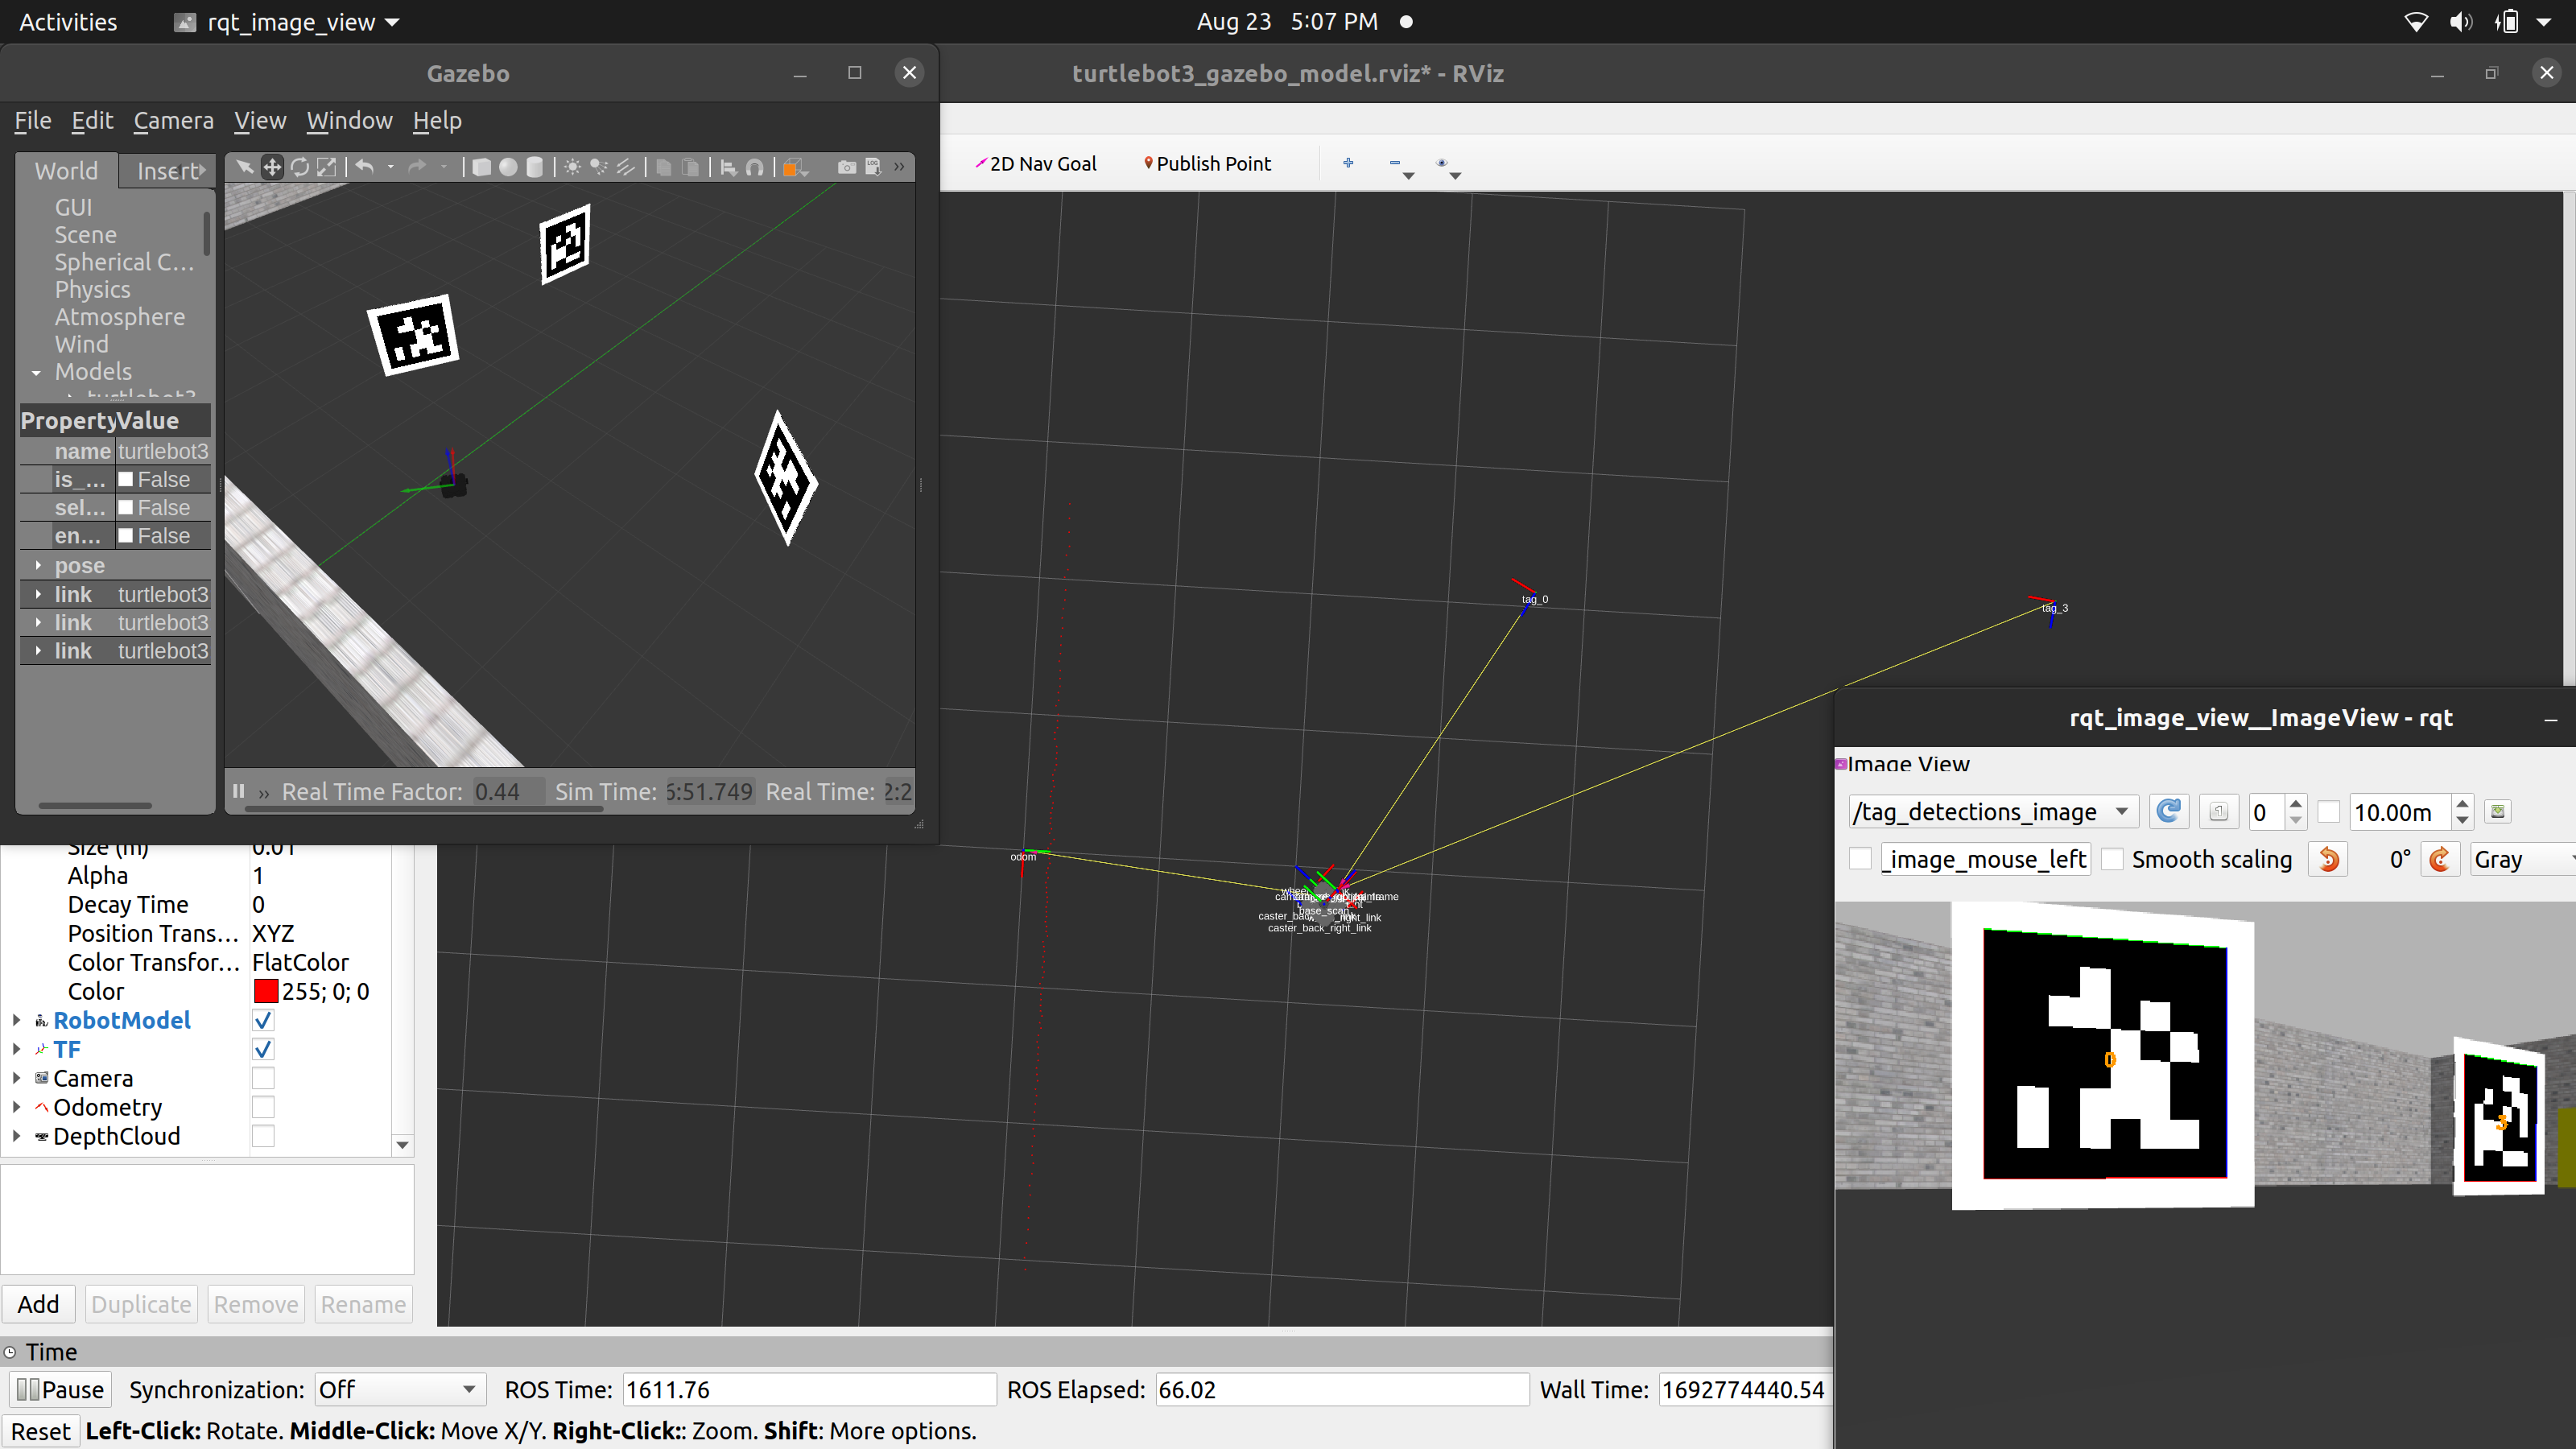 Activities rqt_image_view Aug 23 5:07 PM
Gazebo
turtlebot3_gazebo_model.rviz* - RViz
File Edit Camera View Window Help
World Insert
2D Nav Goal Publish Point
GUI
Scene
Spherical C...
Physics
Atmosphere
Wind
Models
turtlebot3
Property Value
name turtlebot3
is_... False
sel... False
en... False
pose
link turtlebot3
link turtlebot3
link turtlebot3
LOG
Real Time Factor: 0.44 Sim Time: 6:51.749 Real Time: 2:2
tag_0
tag_3
odom
base_scan
caster_back_right_link
rqt_image_view__ImageView - rqt
Image View
/tag_detections_image 1 0 10.00m
_image_mouse_left Smooth scaling 0° Gray
0
3
Size (m) 0.01
Alpha 1
Decay Time 0
Position Trans... XYZ
Color Transfor... FlatColor
Color 255; 0; 0
RobotModel
TF
Camera
Odometry
DepthCloud
Add Duplicate Remove Rename
Time
Pause Synchronization: Off ROS Time: 1611.76 ROS Elapsed: 66.02 Wall Time: 1692774440.54
Reset Left-Click: Rotate. Middle-Click: Move X/Y. Right-Click:: Zoom. Shift: More options.